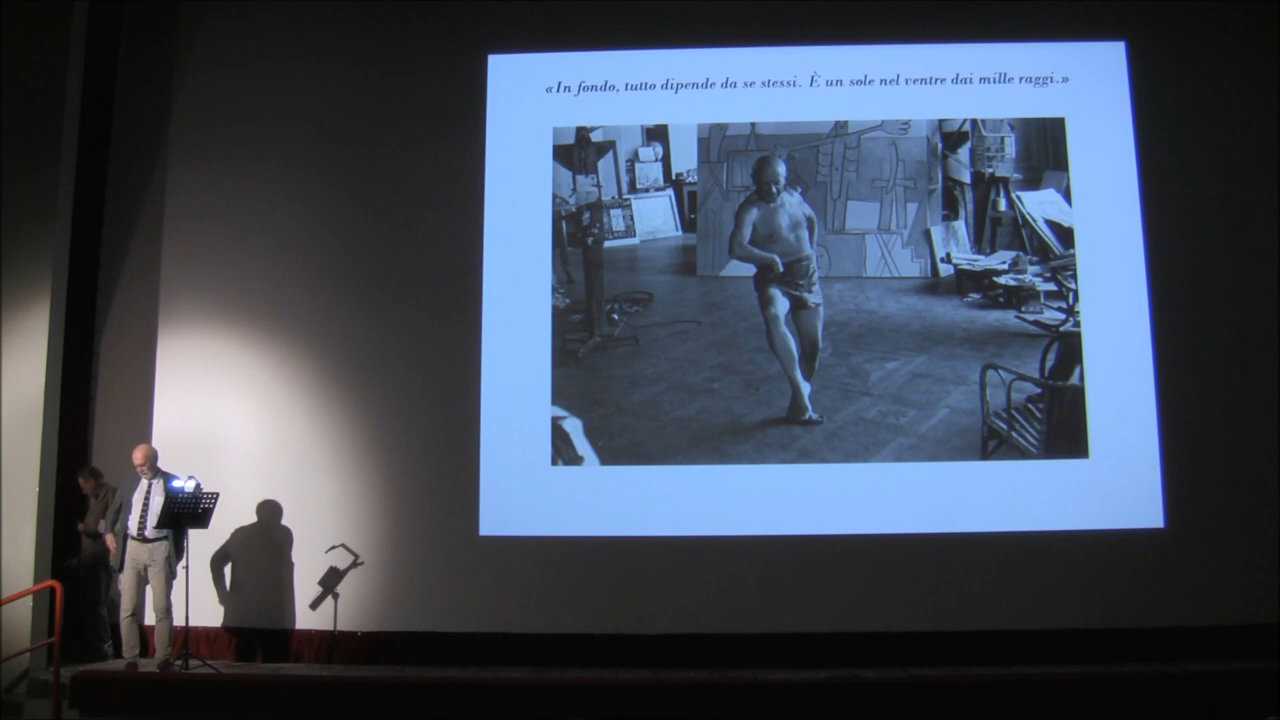 «In fondo, tutto dipende da se stessi. È un sole nel ventre dai mille raggi.»